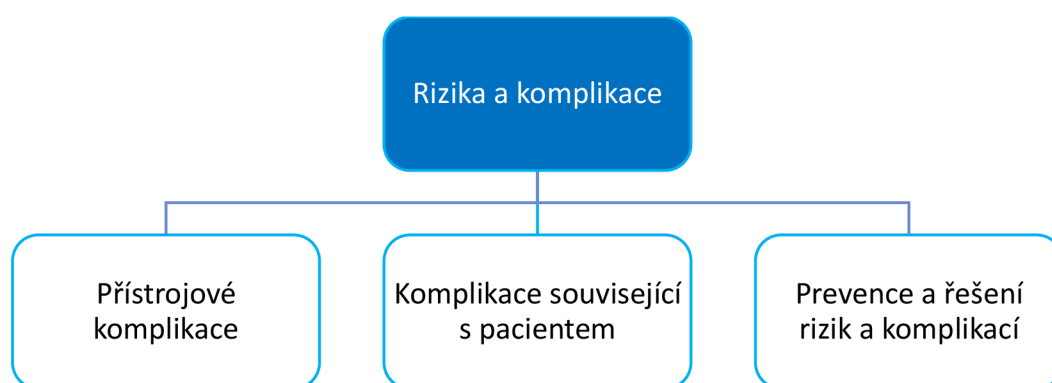 Rizika a komplikace
Přístrojové
komplikace
Komplikace související
s pacientem
Prevence a řešení
rizik a komplikací